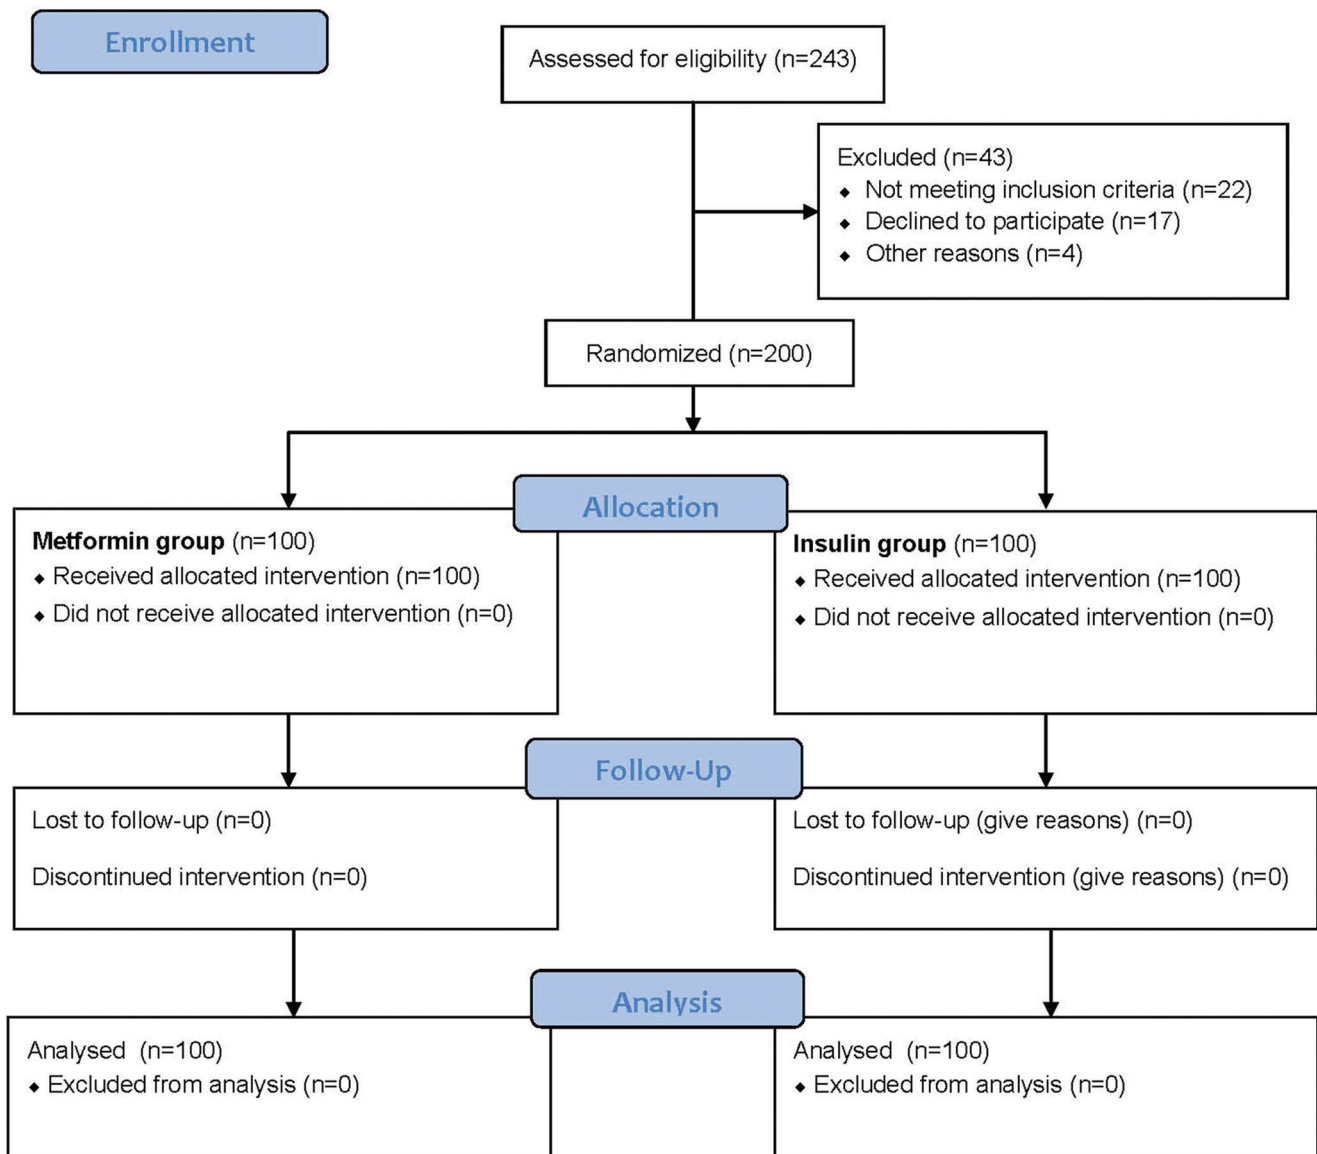 Enrollment
Assessed for eligibility (n=243)
Excluded (n=43)
⬥ Not meeting inclusion criteria (n=22)
⬥ Declined to participate (n=17)
⬥ Other reasons (n=4)
Randomized (n=200)
Allocation
Metformin group (n=100)
⬥ Received allocated intervention (n=100)
⬥ Did not receive allocated intervention (n=0)
Insulin group (n=100)
⬥ Received allocated intervention (n=100)
⬥ Did not receive allocated intervention (n=0)
Follow-Up
Lost to follow-up (n=0)
Discontinued intervention (n=0)
Lost to follow-up (give reasons) (n=0)
Discontinued intervention (give reasons) (n=0)
Analysis
Analysed (n=100)
⬥ Excluded from analysis (n=0)
Analysed (n=100)
⬥ Excluded from analysis (n=0)